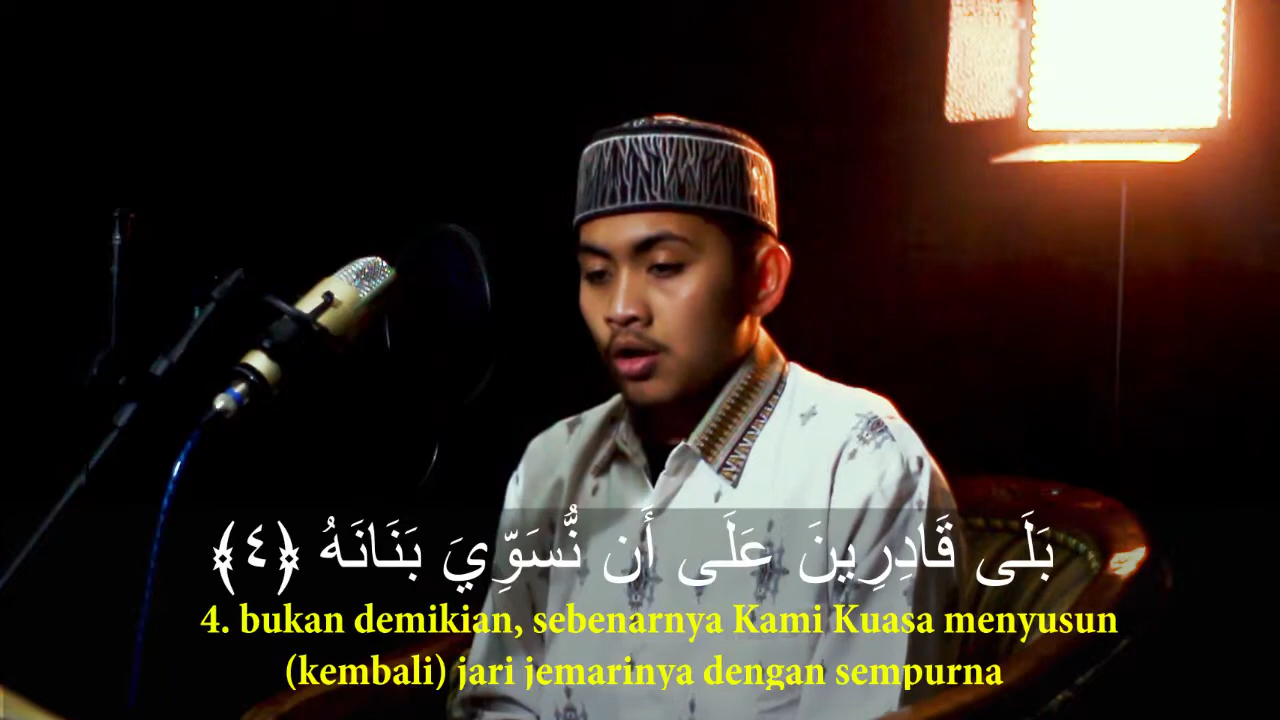 بَلَى قَادِرِينَ عَلَى أَن نُّسَوِّيَ بَنَانَهُ ﴿٤﴾
4. bukan demikian, sebenarnya Kami Kuasa menyusun
(kembali) jari jemarinya dengan sempurna